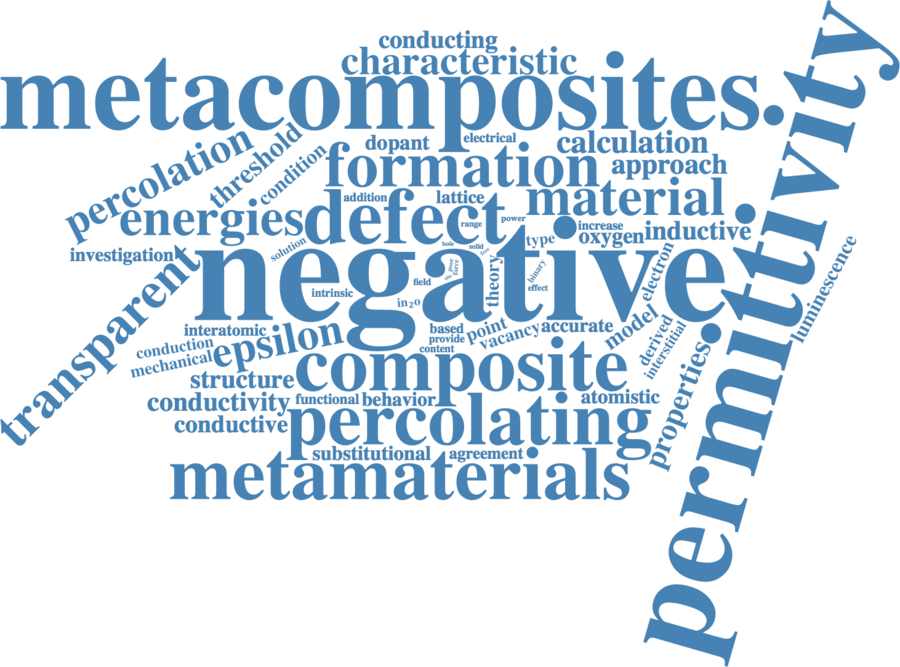 conducting
characteristic
metacomposites.
permittivity
percolation
threshold
condition
dopant
electrical
calculation
formation
approach
energies
addition
lattice
material
defect
range
power
increase
oxygen
inductive
investigation
solution
hole
solid
free
type
negative
transparent
intrinsic
field
force
theory
binary
effect
electron
luminescence
in₂o
interatomic
epsilon
based
provide
content
point
vacancy
accurate
model
derived
interstitial
conduction
mechanical
structure
composite
properties
conductivity
functional
behavior
atomistic
conductive
percolating
substitutional
agreement
metamaterials